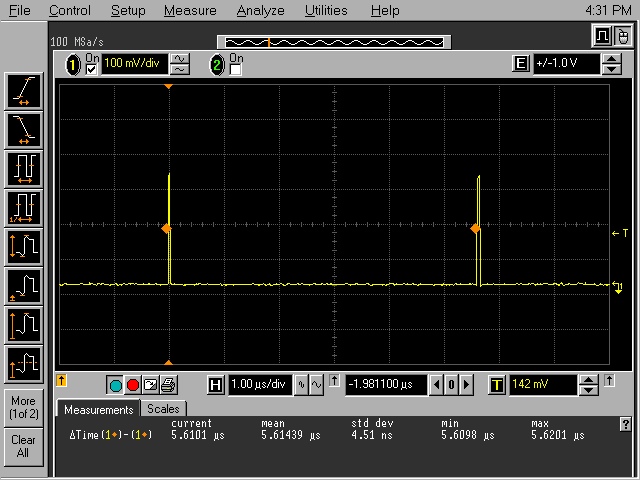 File Control Setup Measure Analyze Utilities Help 4:31 PM
100 MSa/s
1 On 100 mV/div 2 On E +/-1.0 V
1/
T
1
H 1.00 µs/div -1.981100 µs 0 T 142 mV
More
(1of 2)
Clear
All
Measurements Scales ?
current mean std dev min max
ΔTime(1◆)-(1◆) 5.6101 µs 5.61439 µs 4.51 ns 5.6098 µs 5.6201 µs